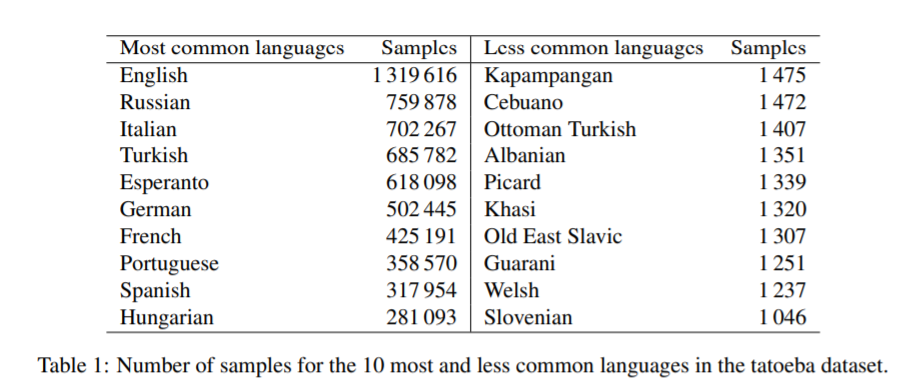 Most common languages Samples Less common languages Samples
English 1 319 616 Kapampangan 1 475
Russian 759 878 Cebuano 1 472
Italian 702 267 Ottoman Turkish 1 407
Turkish 685 782 Albanian 1 351
Esperanto 618 098 Picard 1 339
German 502 445 Khasi 1 320
French 425 191 Old East Slavic 1 307
Portuguese 358 570 Guarani 1 251
Spanish 317 954 Welsh 1 237
Hungarian 281 093 Slovenian 1 046
Table 1: Number of samples for the 10 most and less common languages in the tatoeba dataset.